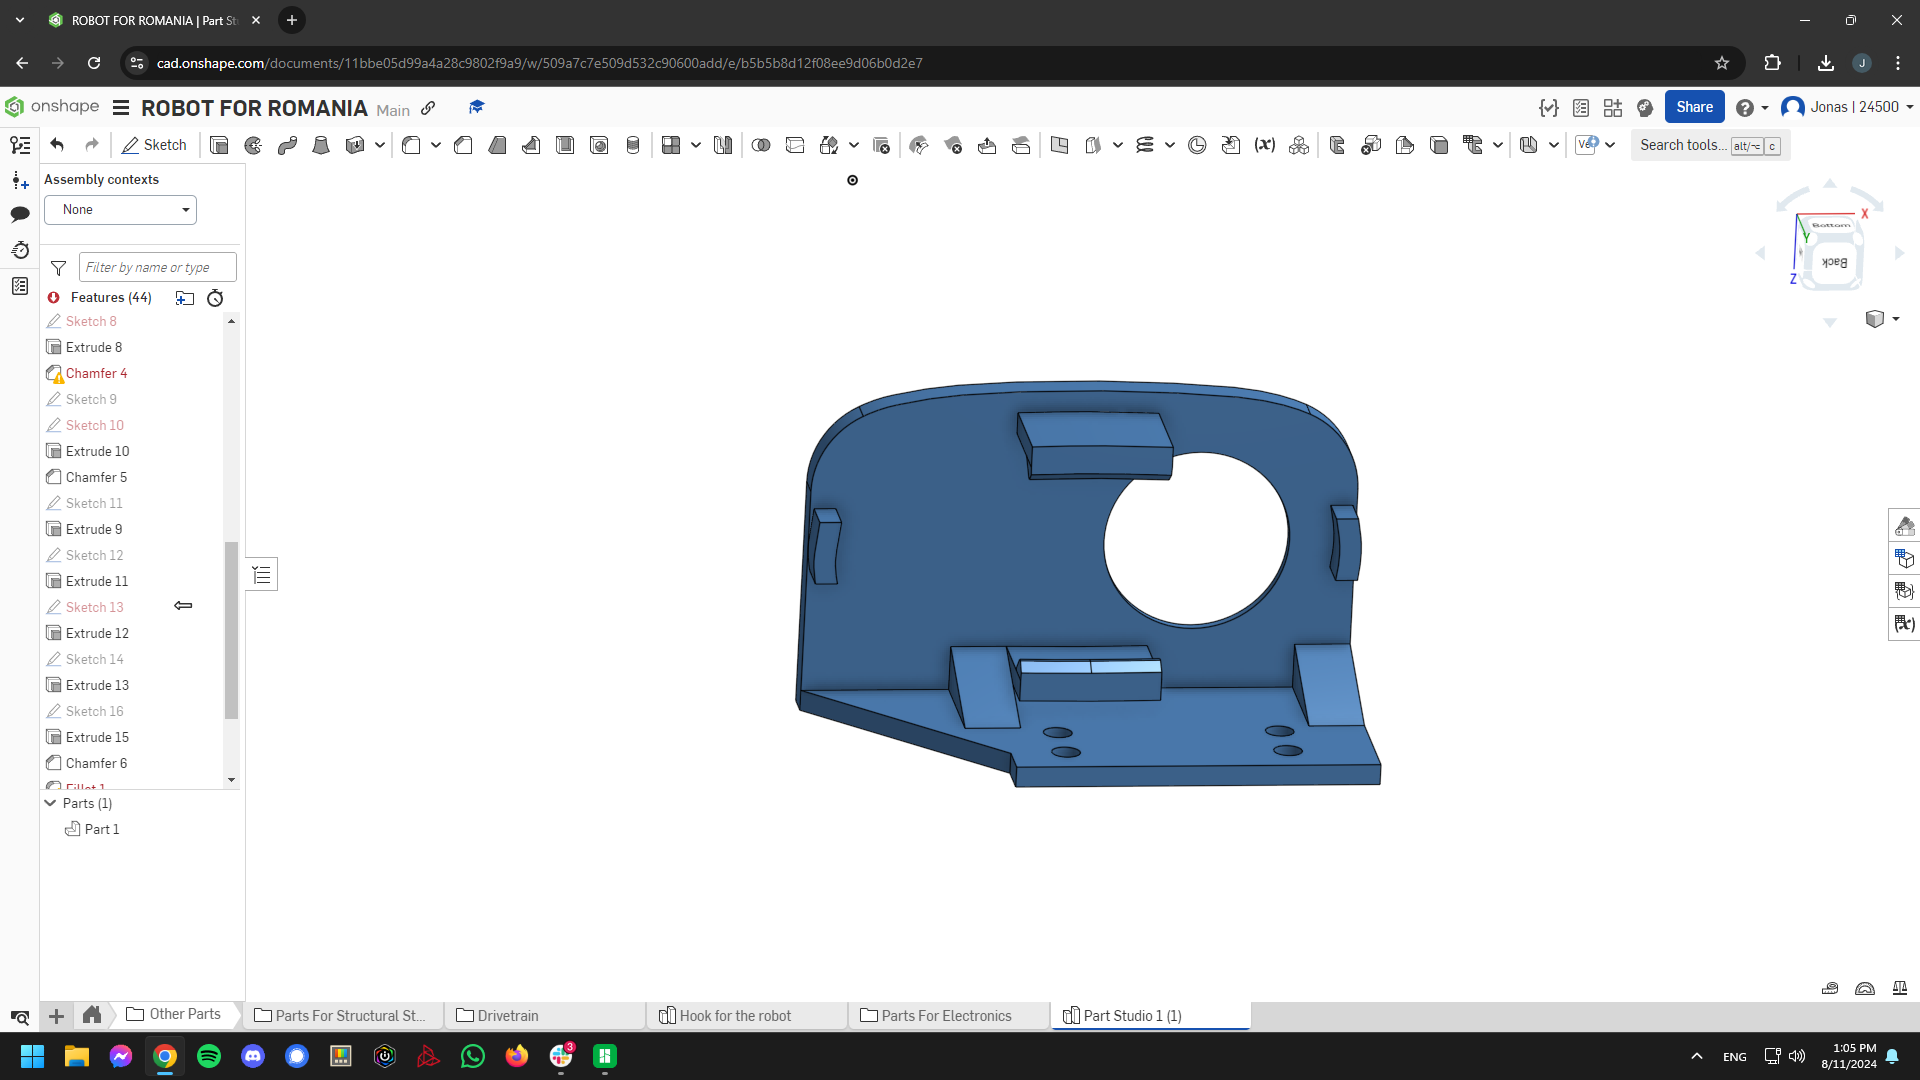 ROBOT FOR ROMANIA | Part St
cad.onshape.com/documents/11bbe05d99a4a28c9802f9a9/w/509a7c7e509d532c90600add/e/b5b5b8d12f08ee9d06b0d2e7
J
onshape
ROBOT FOR ROMANIA Main
Share
Jonas | 24500
Sketch
Search tools... alt/⌥ c
Assembly contexts
None
Filter by name or type
Features (44)
Sketch 8
Extrude 8
Chamfer 4
Sketch 9
Sketch 10
Extrude 10
Chamfer 5
Sketch 11
Extrude 9
Sketch 12
Extrude 11
Sketch 13
Extrude 12
Sketch 14
Extrude 13
Sketch 16
Extrude 15
Chamfer 6
Fillet 1
Parts (1)
Part 1
X
Y
Z
Bottom
Back
(x)
(x)
Other Parts
Parts For Structural St...
Drivetrain
Hook for the robot
Parts For Electronics
Part Studio 1 (1)
3
ENG
1:05 PM
8/11/2024